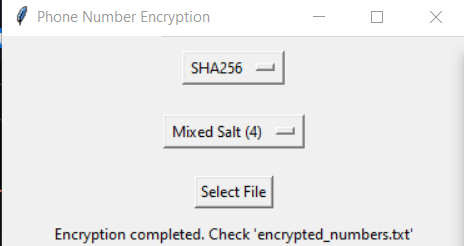 Phone Number Encryption
SHA256
Mixed Salt (4)
Select File
Encryption completed. Check 'encrypted_numbers.txt'